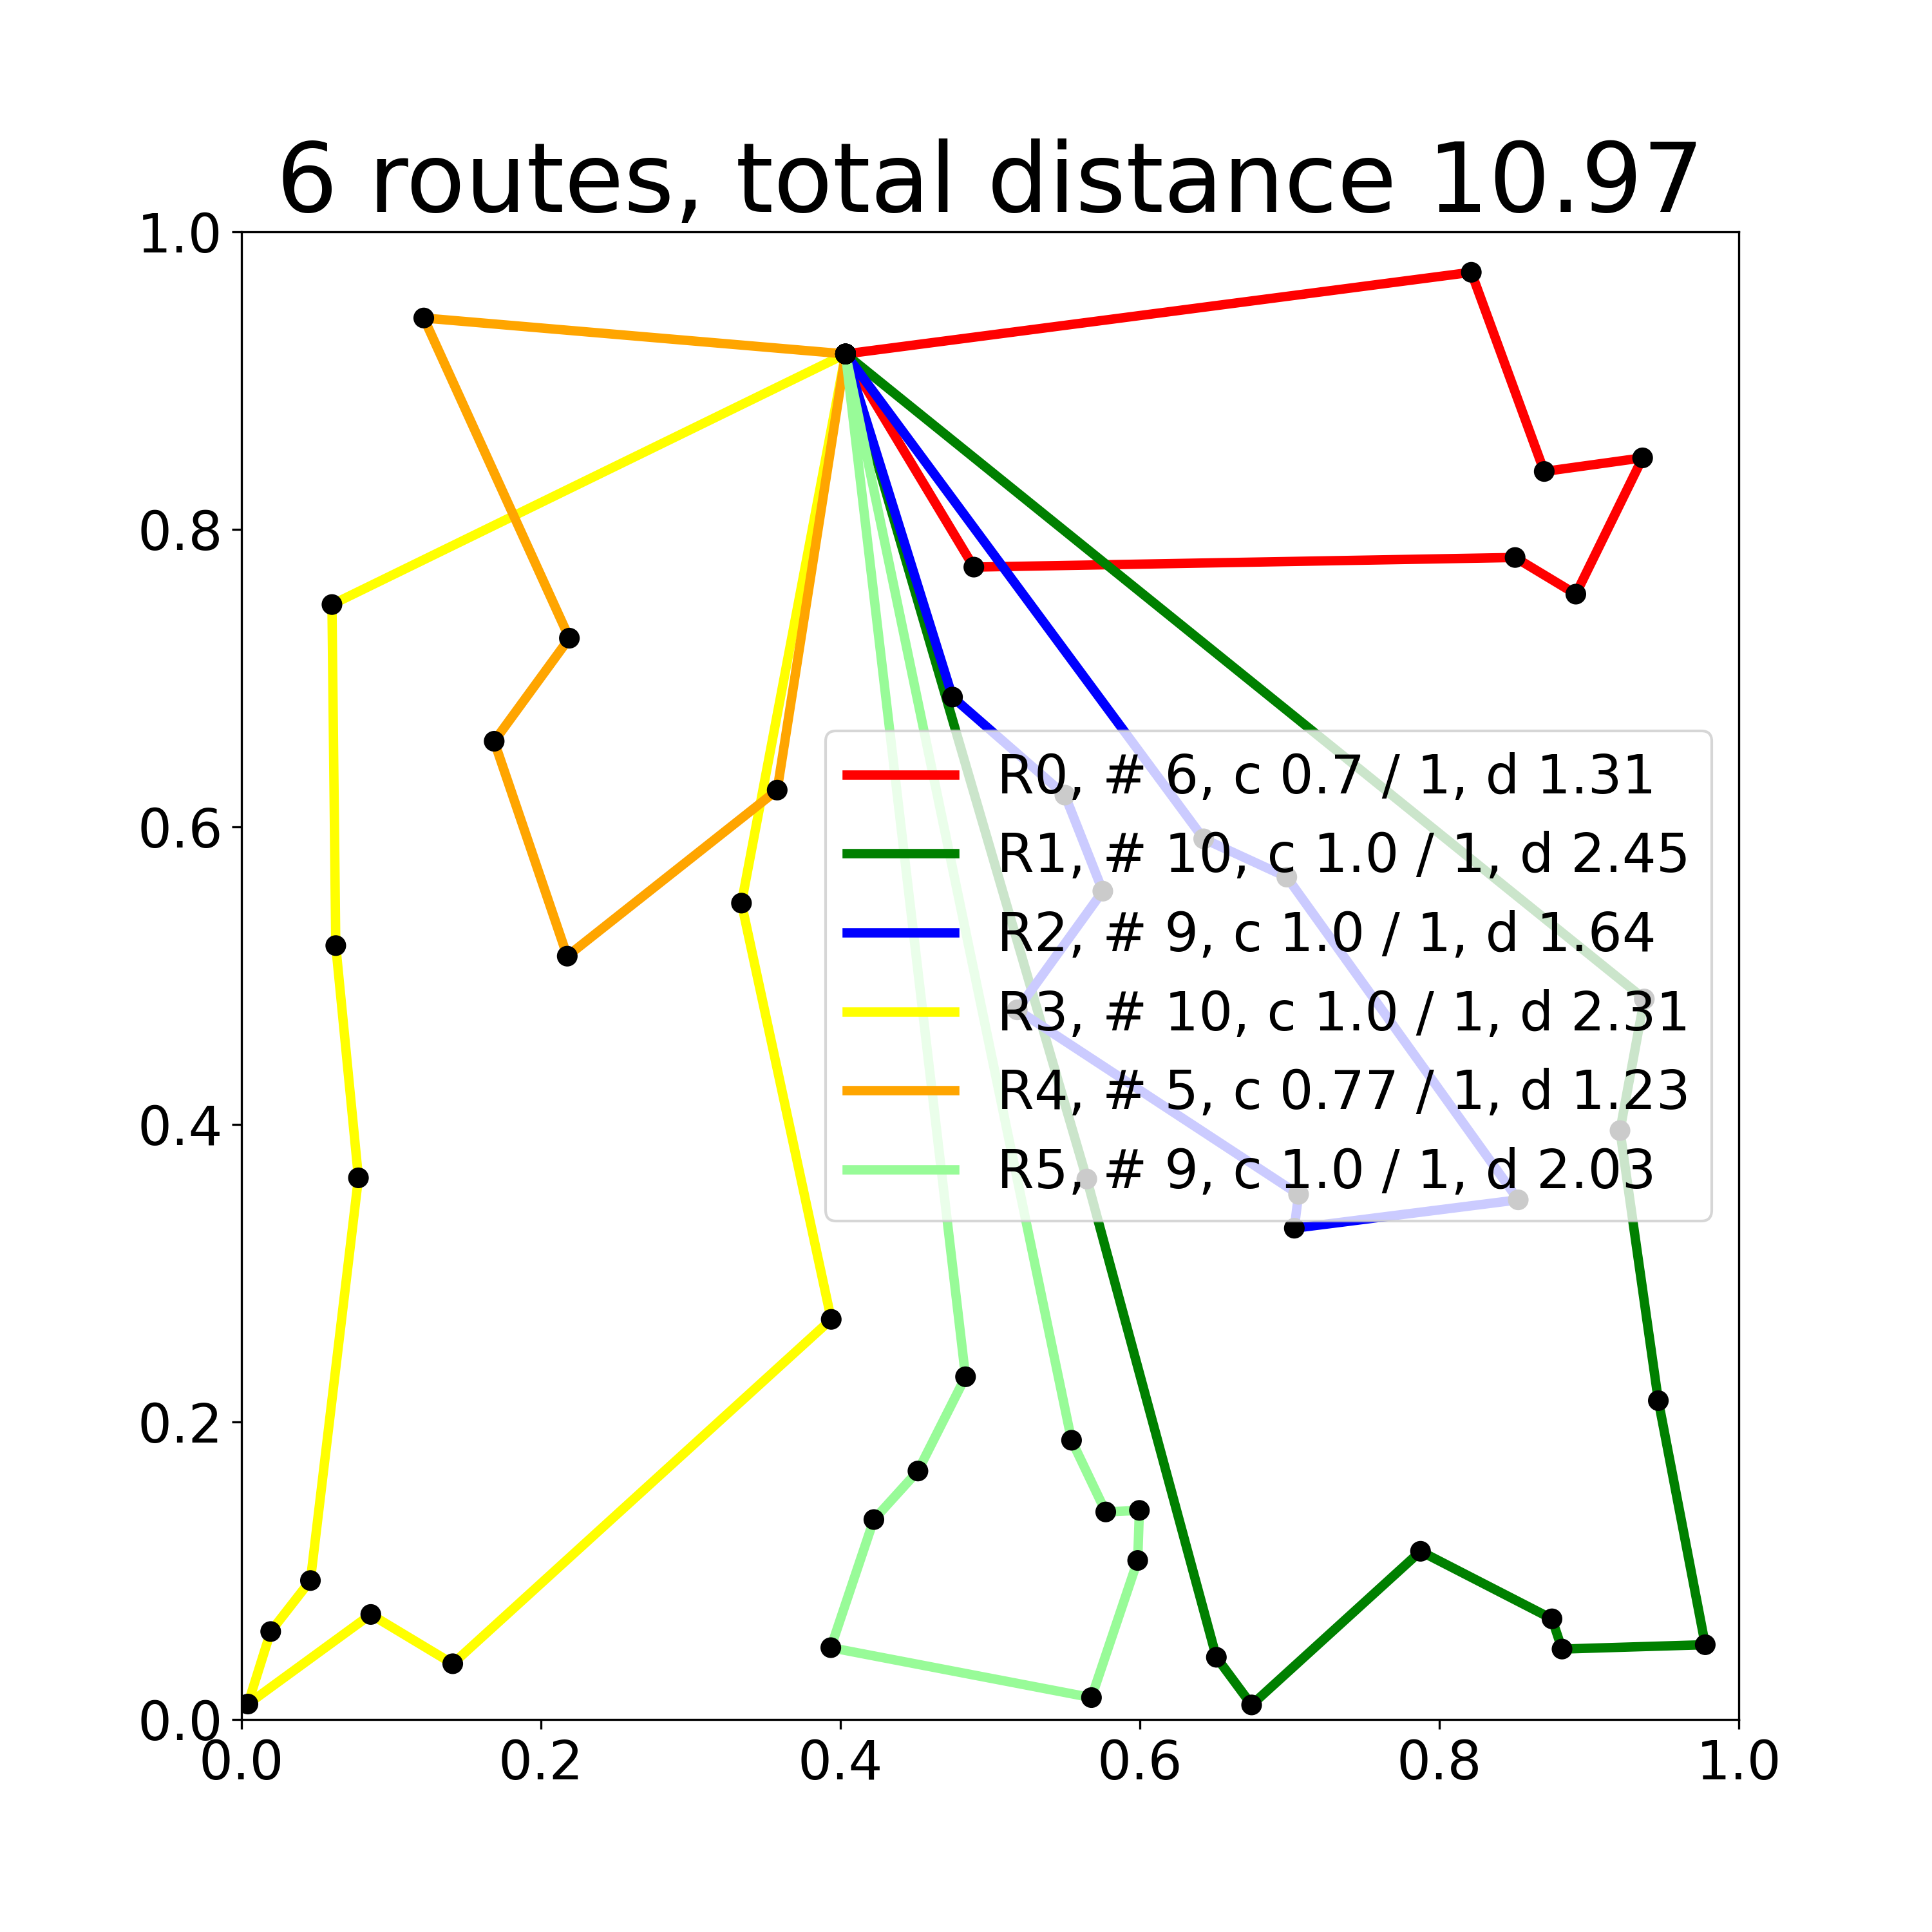 6 routes, total distance 10.97
1.0
0.8
0.6
0.4
0.2
0.0
R0, # 6, c 0.7 / 1, d 1.31
R1, # 10, c 1.0 / 1, d 2.45
R2, # 9, c 1.0 / 1, d 1.64
R3, # 10, c 1.0 / 1, d 2.31
R4, # 5, c 0.77 / 1, d 1.23
R5, # 9, c 1.0 / 1, d 2.03
0.0 0.2 0.4 0.6 0.8 1.0